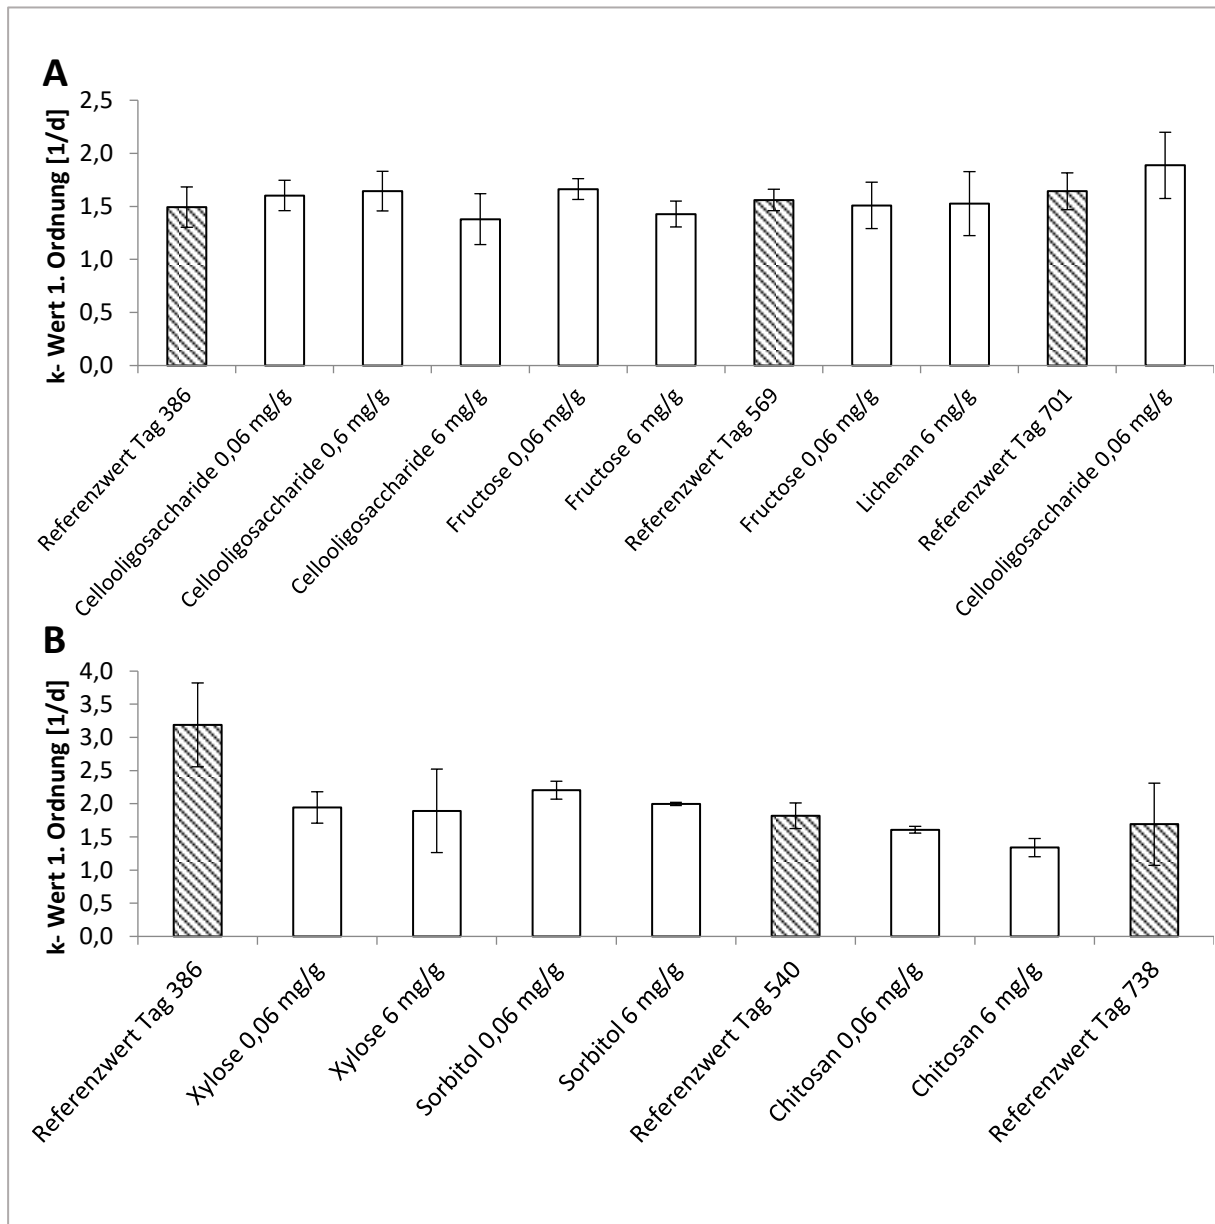 A
k- Wert 1. Ordnung [1/d]
2,5
2,0
1,5
1,0
0,5
0,0
Referenzwert Tag 386
Cellooligosaccharide 0,06 mg/g
Cellooligosaccharide 0,6 mg/g
Cellooligosaccharide 6 mg/g
Fructose 0,06 mg/g
Fructose 6 mg/g
Referenzwert Tag 569
Fructose 0,06 mg/g
Lichenan 6 mg/g
Referenzwert Tag 701
Cellooligosaccharide 0,06 mg/g
B
k- Wert 1. Ordnung [1/d]
4,0
3,5
3,0
2,5
2,0
1,5
1,0
0,5
0,0
Referenzwert Tag 386
Xylose 0,06 mg/g
Xylose 6 mg/g
Sorbitol 0,06 mg/g
Sorbitol 6 mg/g
Referenzwert Tag 540
Chitosan 0,06 mg/g
Chitosan 6 mg/g
Referenzwert Tag 738